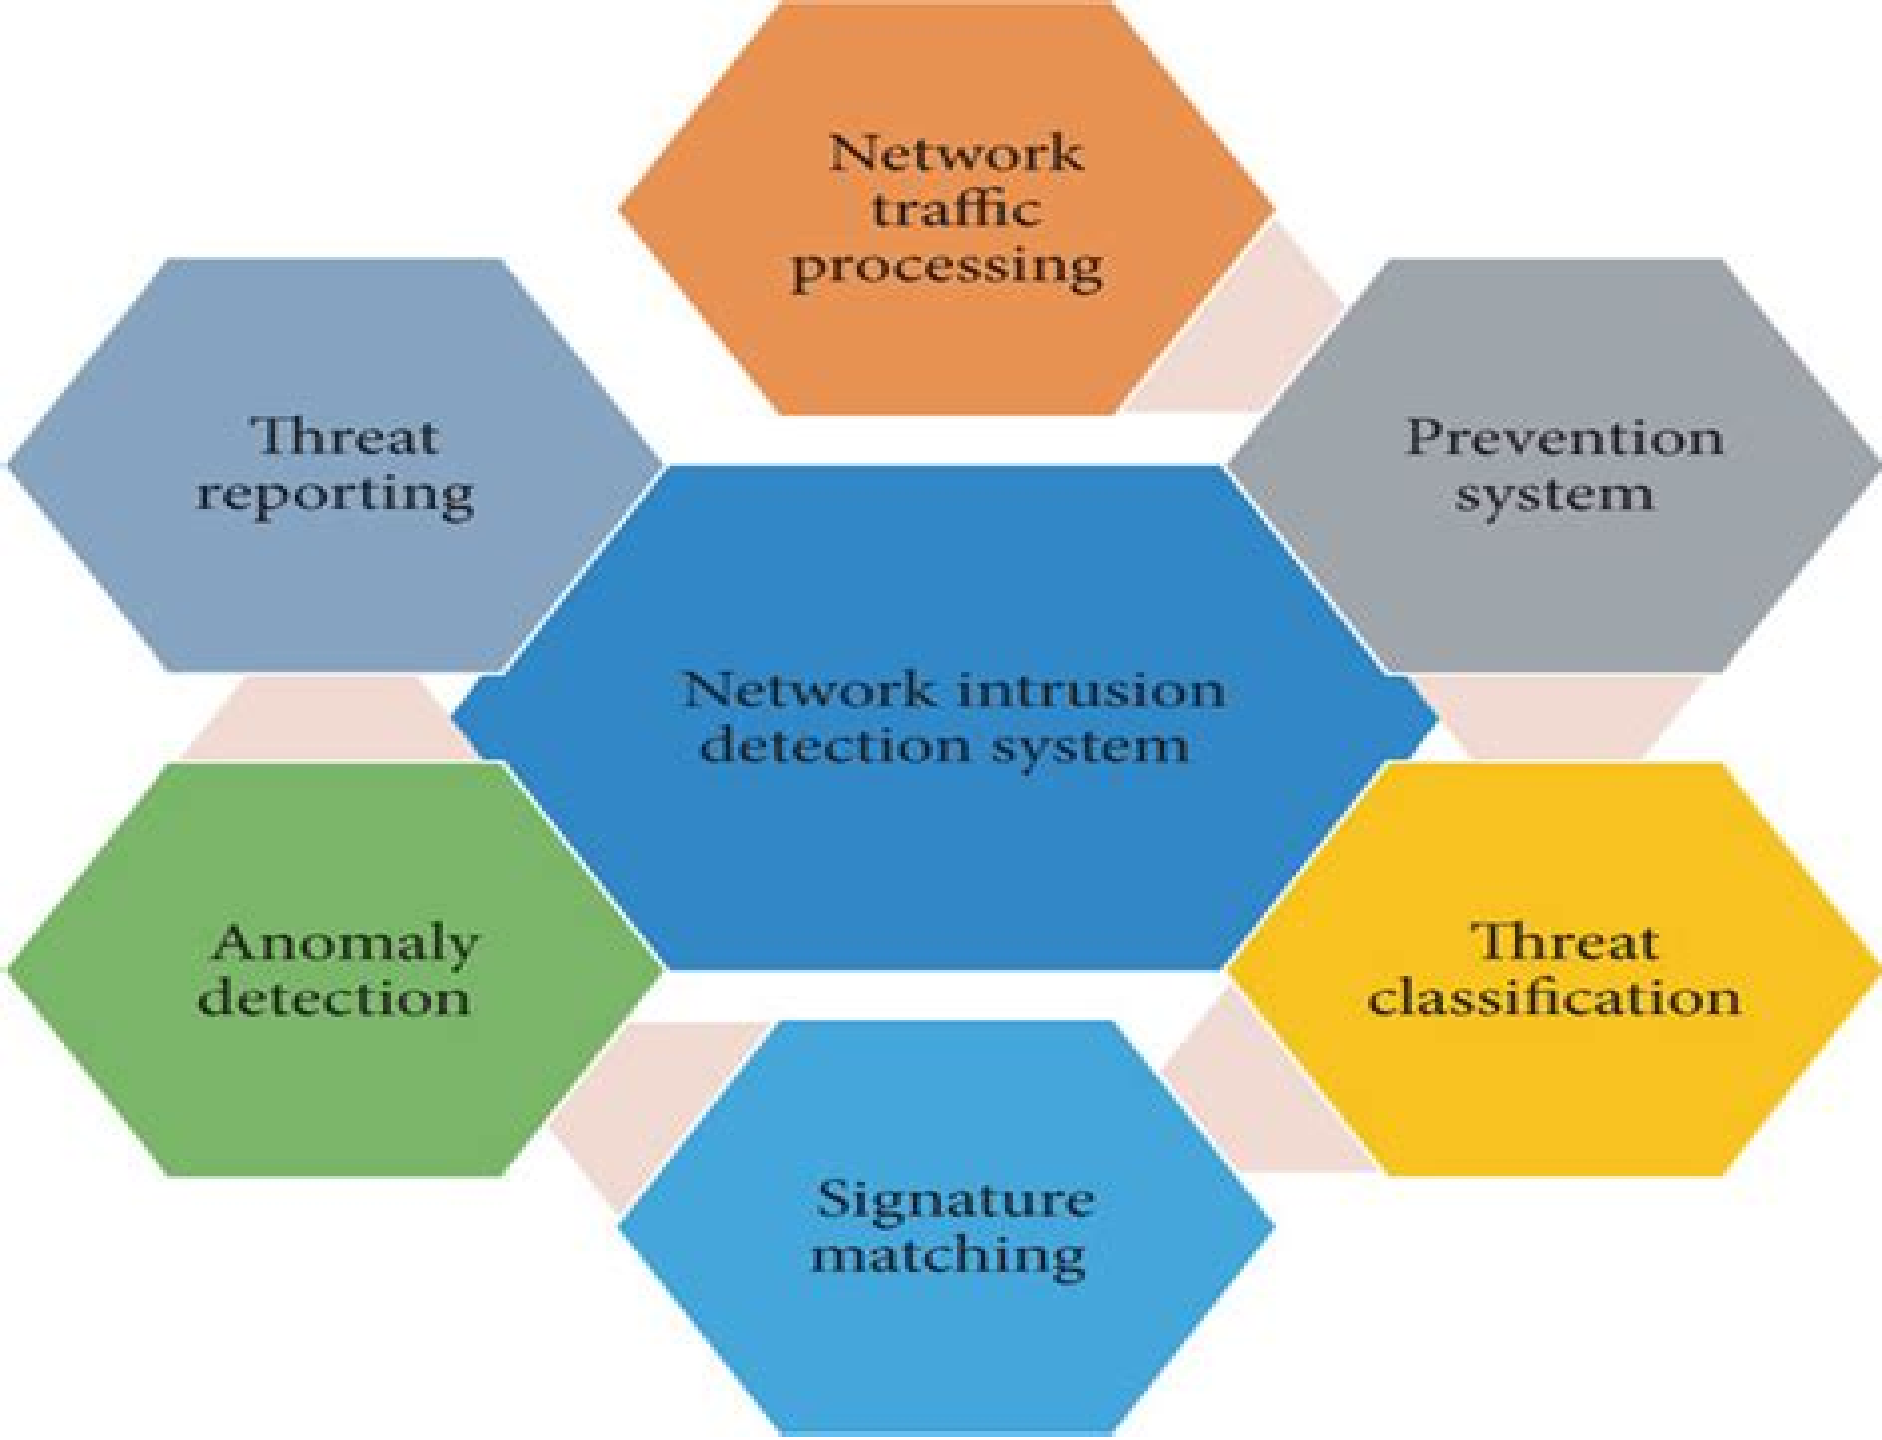 Network
traffic
processing
Threat
reporting
Prevention
system
Network intrusion
detection system
Anomaly
detection
Threat
classification
Signature
matching